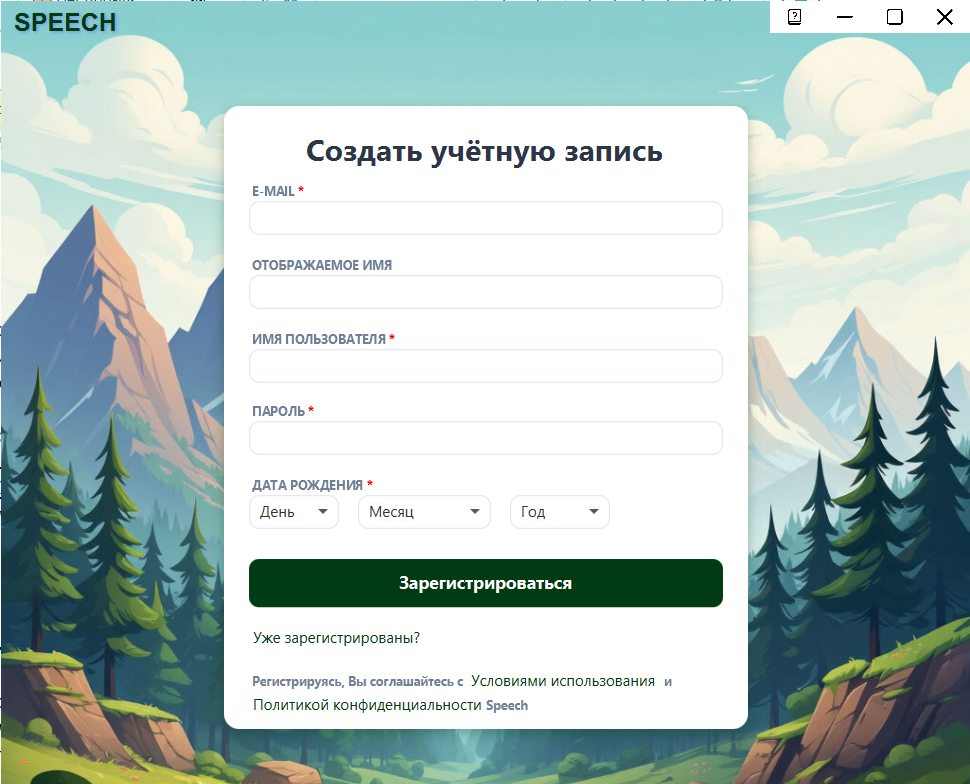 SPEECH
Создать учётную запись
E-MAIL *
ОТОБРАЖАЕМОЕ ИМЯ
ИМЯ ПОЛЬЗОВАТЕЛЯ *
ПАРОЛЬ *
ДАТА РОЖДЕНИЯ *
День Месяц Год
Зарегистрироваться
Уже зарегистрированы?
Регистрируясь, Вы соглашайтесь с Условиями использования и
Политикой конфиденциальности Speech